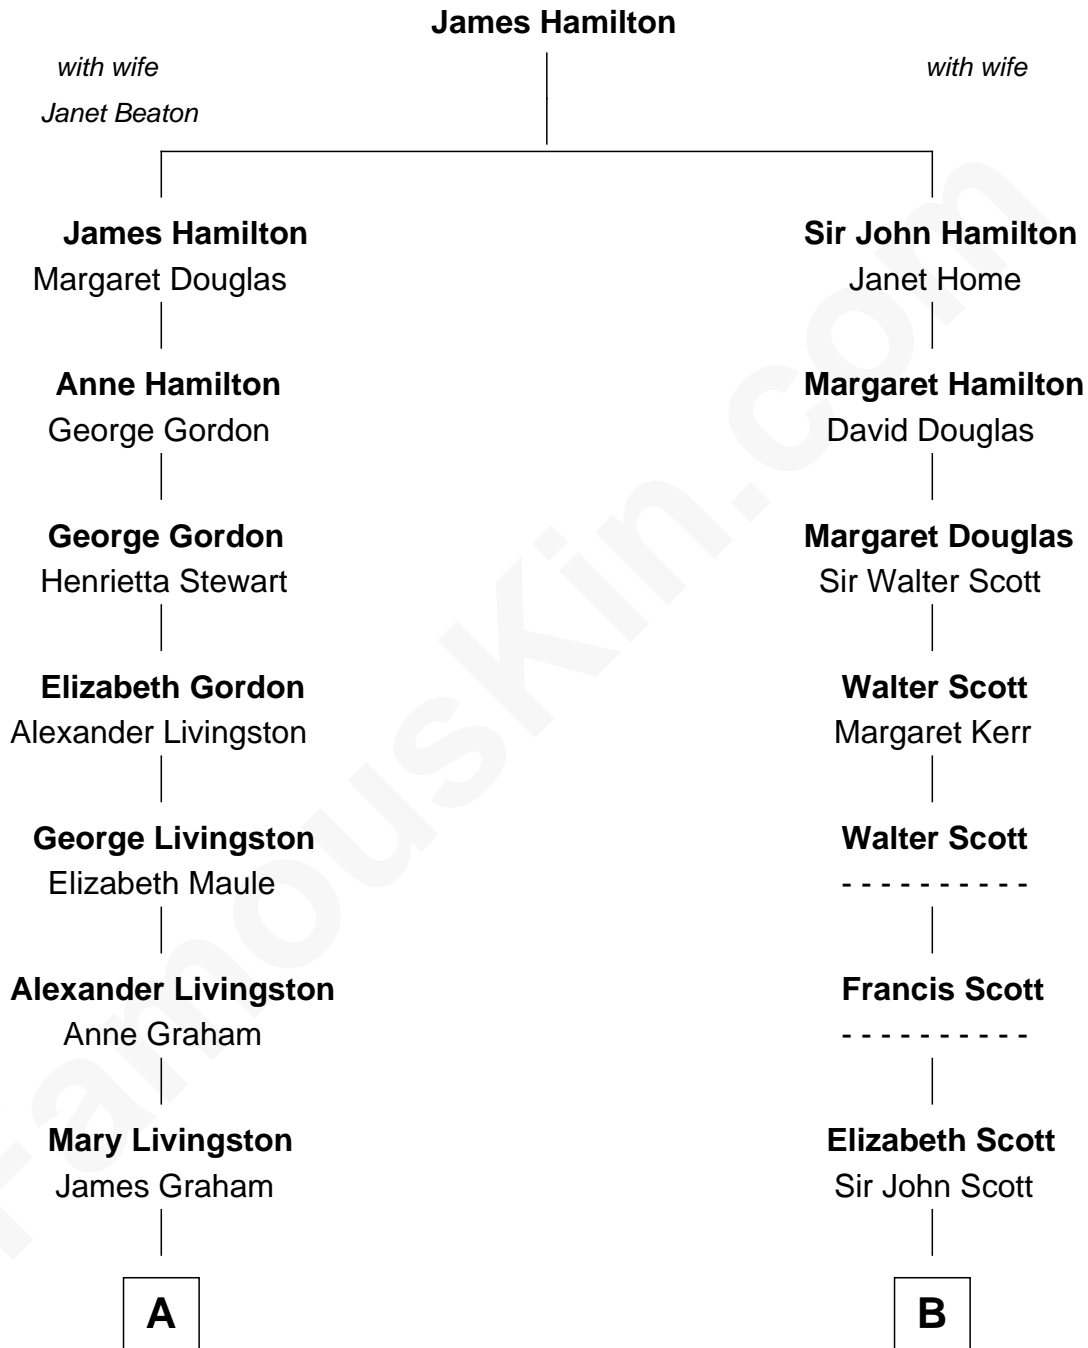 James Hamilton
with wife with wife
Janet Beaton
James Hamilton Sir John Hamilton
Margaret Douglas Janet Home
Anne Hamilton Margaret Hamilton
George Gordon David Douglas
George Gordon Margaret Douglas
Henrietta Stewart Sir Walter Scott
Elizabeth Gordon Walter Scott
Alexander Livingston Margaret Kerr
George Livingston Walter Scott
Elizabeth Maule - - - - - - - - - -
Alexander Livingston Francis Scott
Anne Graham - - - - - - - - - -
Mary Livingston Elizabeth Scott
James Graham Sir John Scott
A B
FamousKin.com